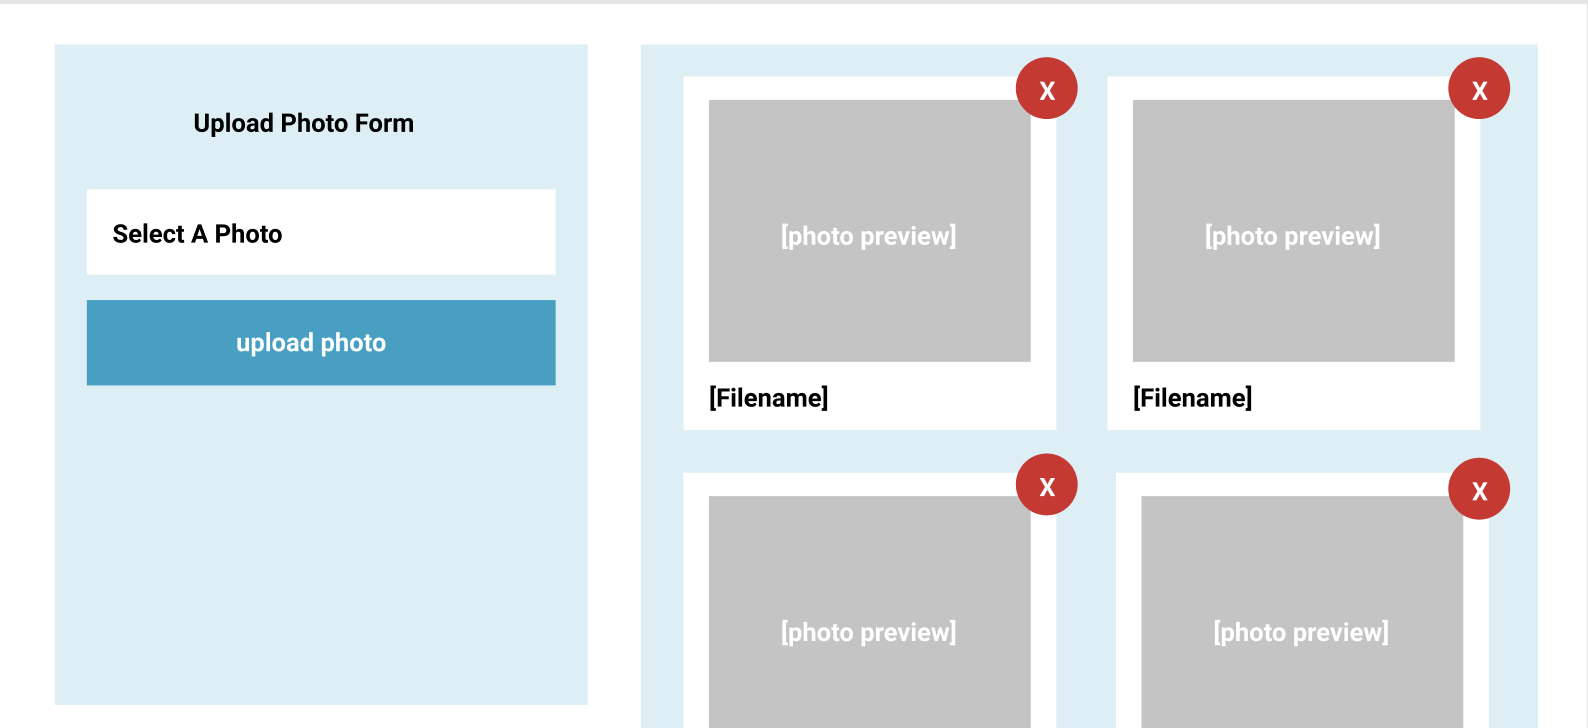 Upload Photo Form
Select A Photo
upload photo
X
X
[photo preview]
[photo preview]
[Filename]
[Filename]
X
X
[photo preview]
[photo preview]